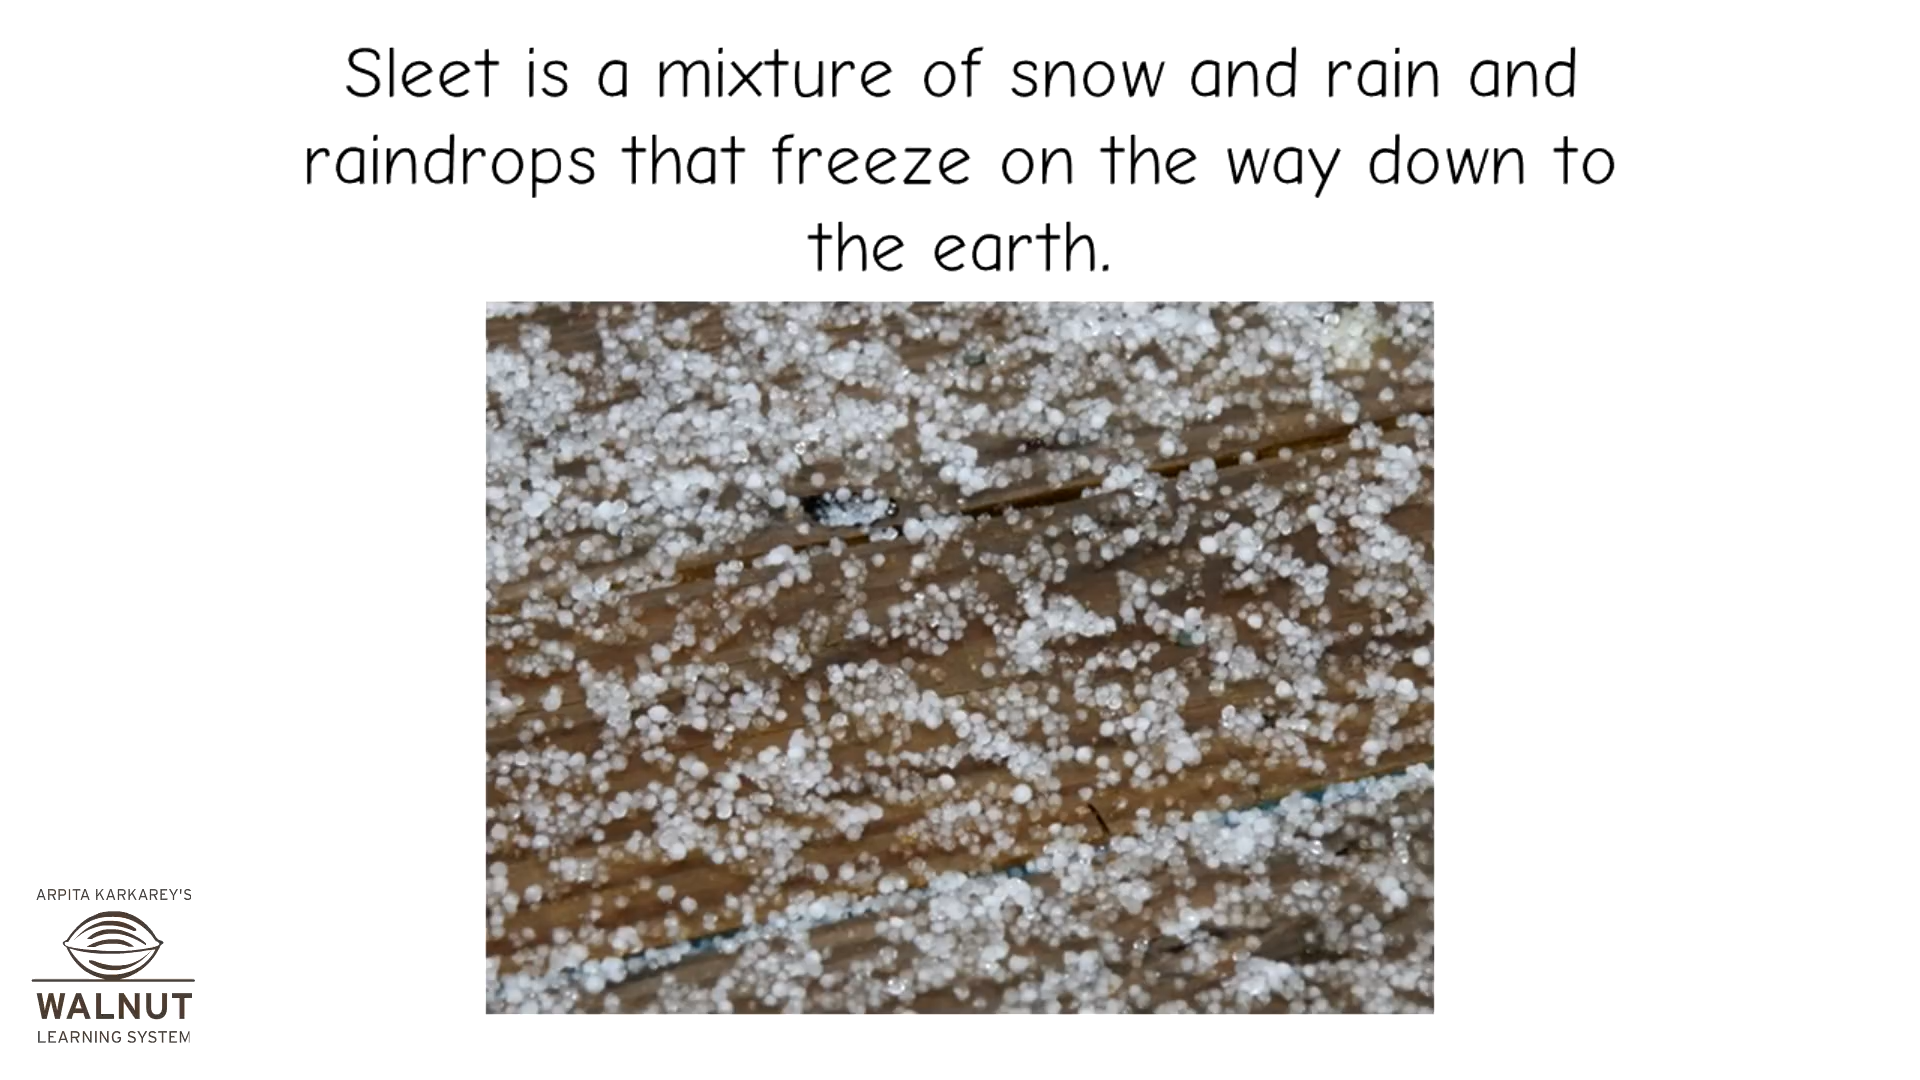 Sleet is a mixture of snow and rain and
raindrops that freeze on the way down to
the earth.
ARPITA KARKAREY'S
WALNUT
LEARNING SYSTEM